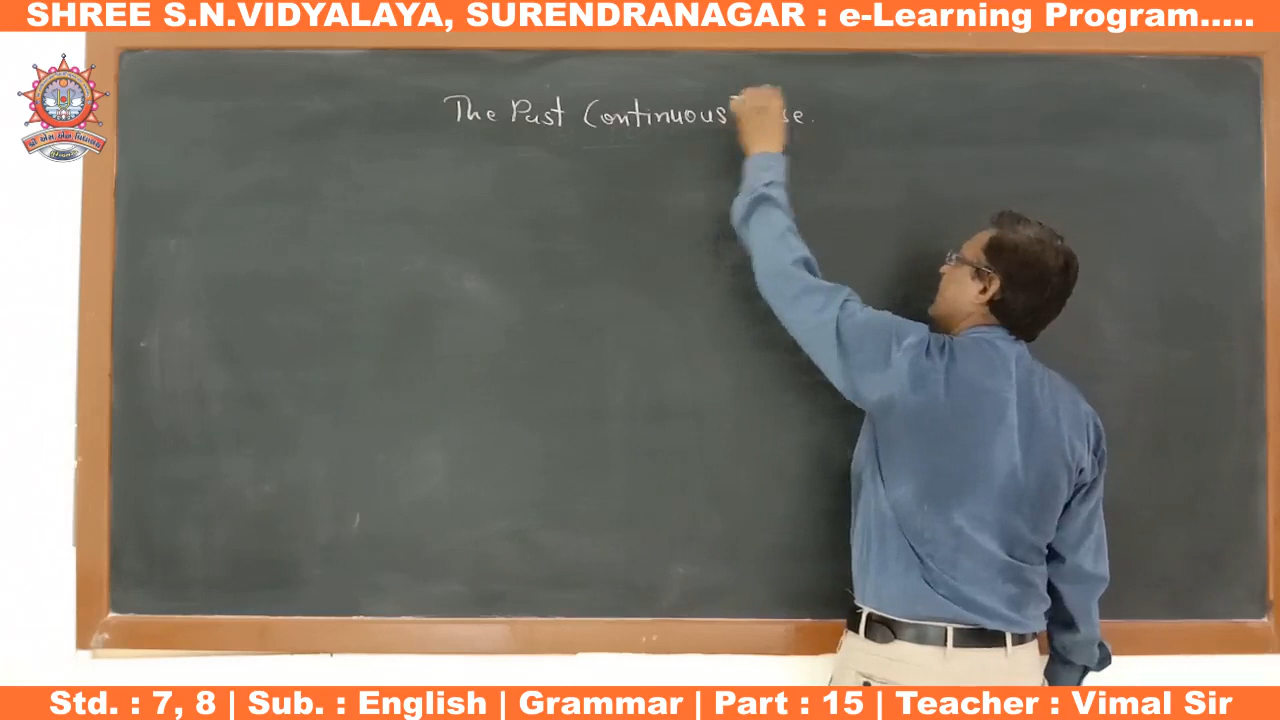 SHREE S.N.VIDYALAYA, SURENDRANAGAR : e-Learning Program.....
The Past Continuous
Std. : 7, 8 | Sub. : English | Grammar | Part : 15 | Teacher : Vimal Sir